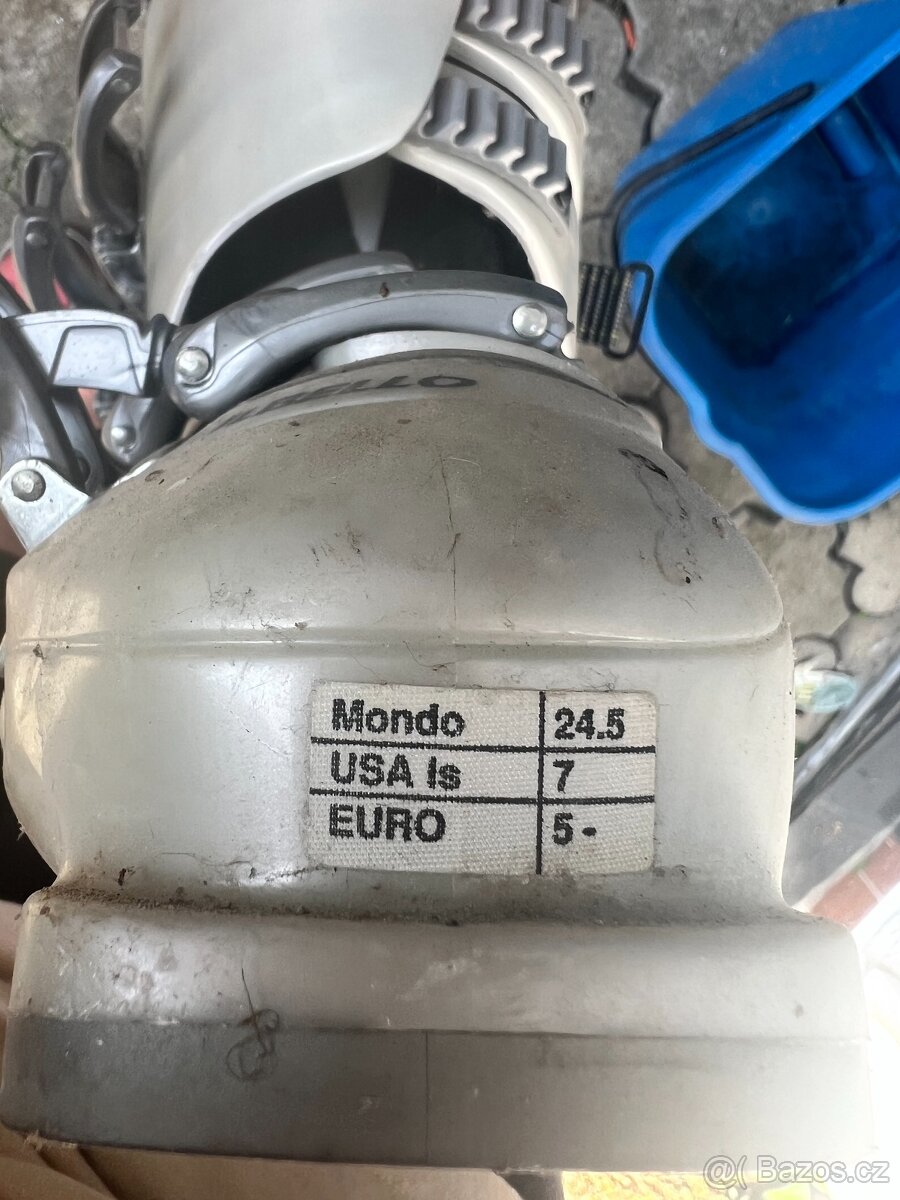 Mondo 24.5
USA ls 7
EURO 5-
@( Bazos.cz